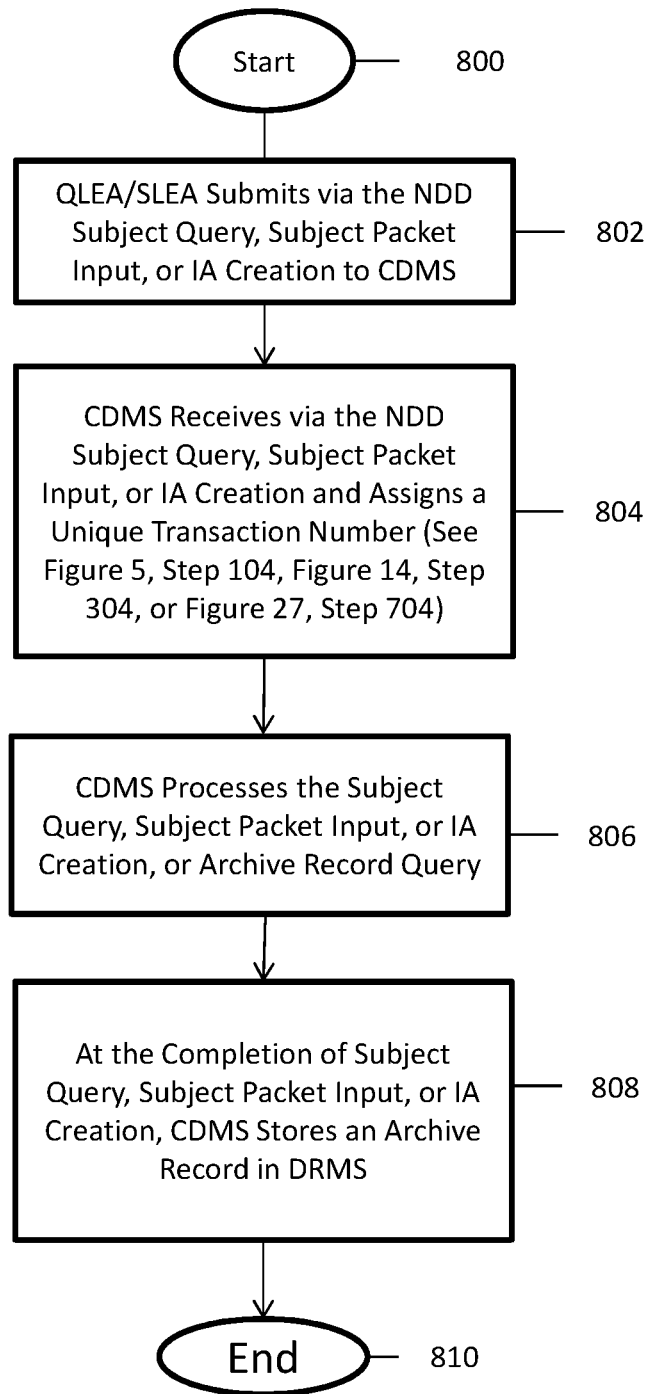 Start
800
QLEA/SLEA Submits via the NDD
Subject Query, Subject Packet
Input, or IA Creation to CDMS
802
CDMS Receives via the NDD
Subject Query, Subject Packet
Input, or IA Creation and Assigns a
Unique Transaction Number (See
Figure 5, Step 104, Figure 14, Step
304, or Figure 27, Step 704)
804
CDMS Processes the Subject
Query, Subject Packet Input, or IA
Creation, or Archive Record Query
806
At the Completion of Subject
Query, Subject Packet Input, or IA
Creation, CDMS Stores an Archive
Record in DRMS
808
End
810